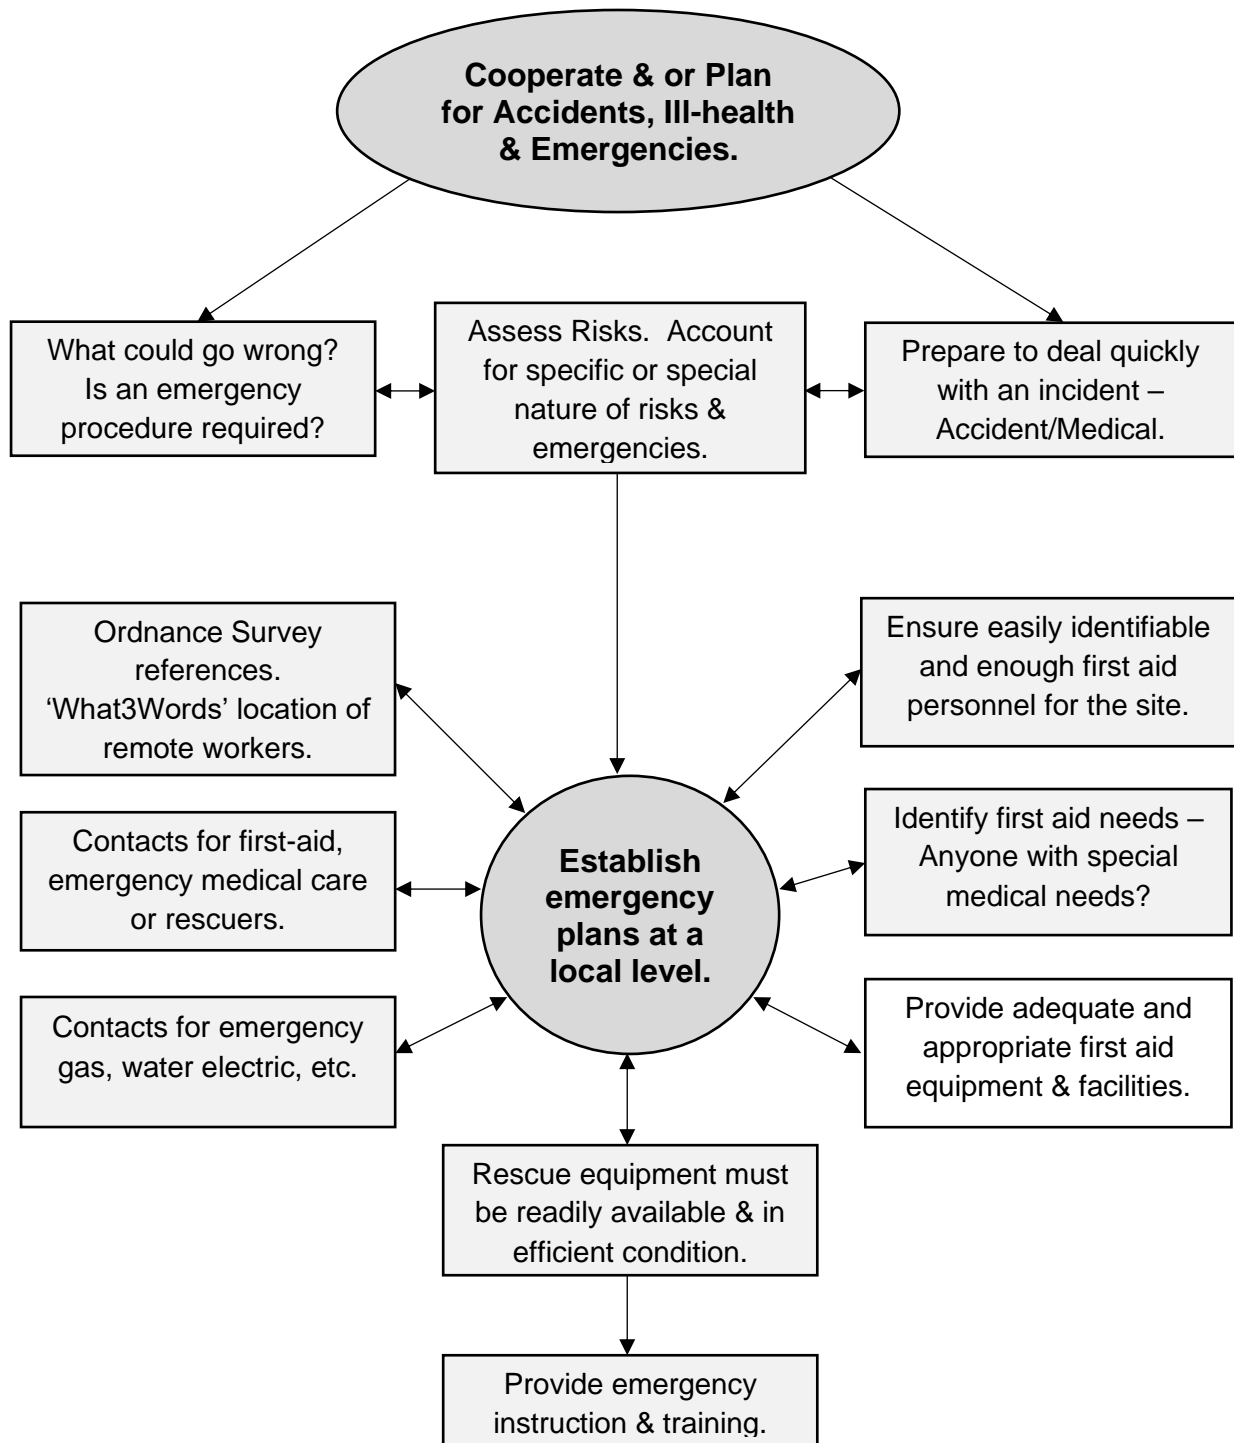 Cooperate & or Plan
for Accidents, Ill-health
& Emergencies.
What could go wrong?
Is an emergency
procedure required?
Assess Risks.  Account
for specific or special
nature of risks &
emergencies.
Prepare to deal quickly
with an incident –
Accident/Medical.
Ordnance Survey
references.
‘What3Words’ location of
remote workers.
Ensure easily identifiable
and enough first aid
personnel for the site.
Contacts for first-aid,
emergency medical care
or rescuers.
Establish
emergency
plans at a
local level.
Identify first aid needs –
Anyone with special
medical needs?
Contacts for emergency
gas, water electric, etc.
Provide adequate and
appropriate first aid
equipment & facilities.
Rescue equipment must
be readily available & in
efficient condition.
Provide emergency
instruction & training.